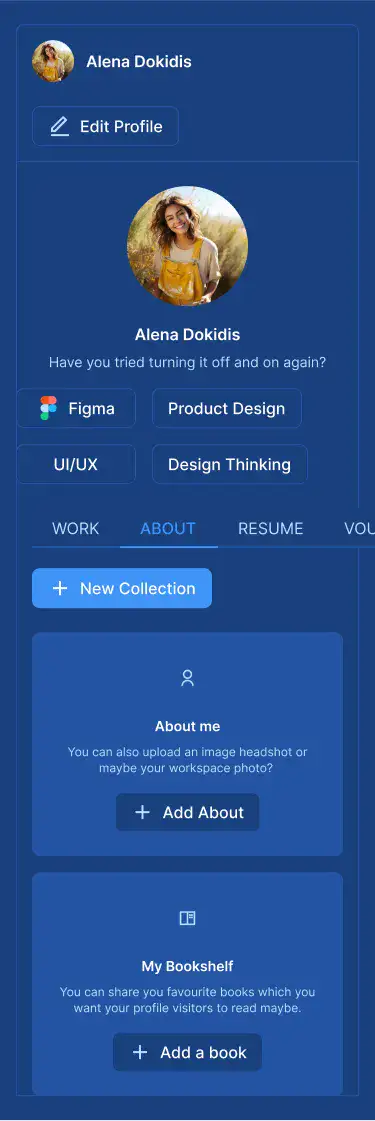 Alena Dokidis
Edit Profile
Alena Dokidis
Have you tried turning it off and on again?
Figma
Product Design
UI/UX
Design Thinking
WORK ABOUT RESUME VOU
New Collection
About me
You can also upload an image headshot or
maybe your workspace photo?
Add About
My Bookshelf
You can share you favourite books which you
want your profile visitors to read maybe.
Add a book